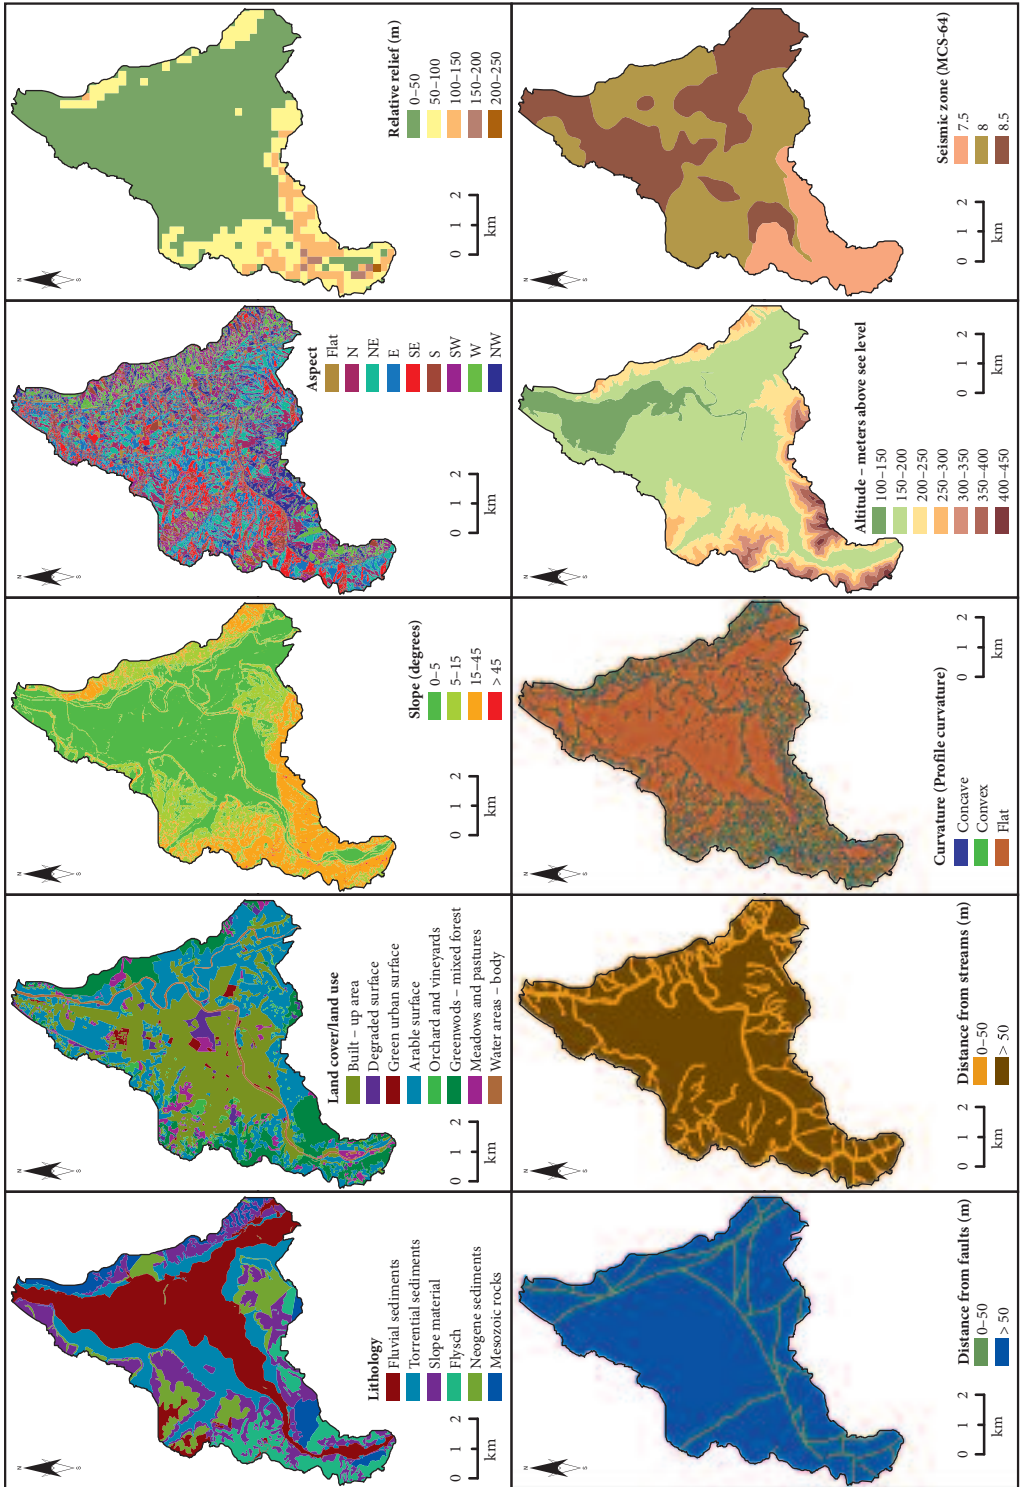 N
S
Lithology
Fluvial sediments
Torrential sediments
Slope material
Flysch
Neogene sediments
Mesozoic rocks
0 1 2
km
N
S
Land cover/land use
Built – up area
Degraded surface
Green urban surface
Arable surface
Orchard and vineyards
Greenwods – mixed forest
Meadows and pastures
Water areas – body
0 1 2
km
N
S
Slope (degrees)
0–5
5–15
15–45
> 45
0 1 2
km
N
S
Aspect
Flat
N
NE
E
SE
S
SW
W
NW
0 1 2
km
N
S
Relative relief (m)
0–50
50–100
100–150
150–200
200–250
0 1 2
km
N
S
Distance from faults (m)
0–50
> 50
0 1 2
km
N
S
Distance from streams (m)
0–50
> 50
0 1 2
km
N
S
Curvature (Profile curvature)
Concave
Convex
Flat
0 1 2
km
N
S
Altitude – meters above see level
100–150
150–200
200–250
250–300
300–350
350–400
400–450
0 1 2
km
N
S
Seismic zone (MCS-64)
7.5
8
8.5
0 1 2
km